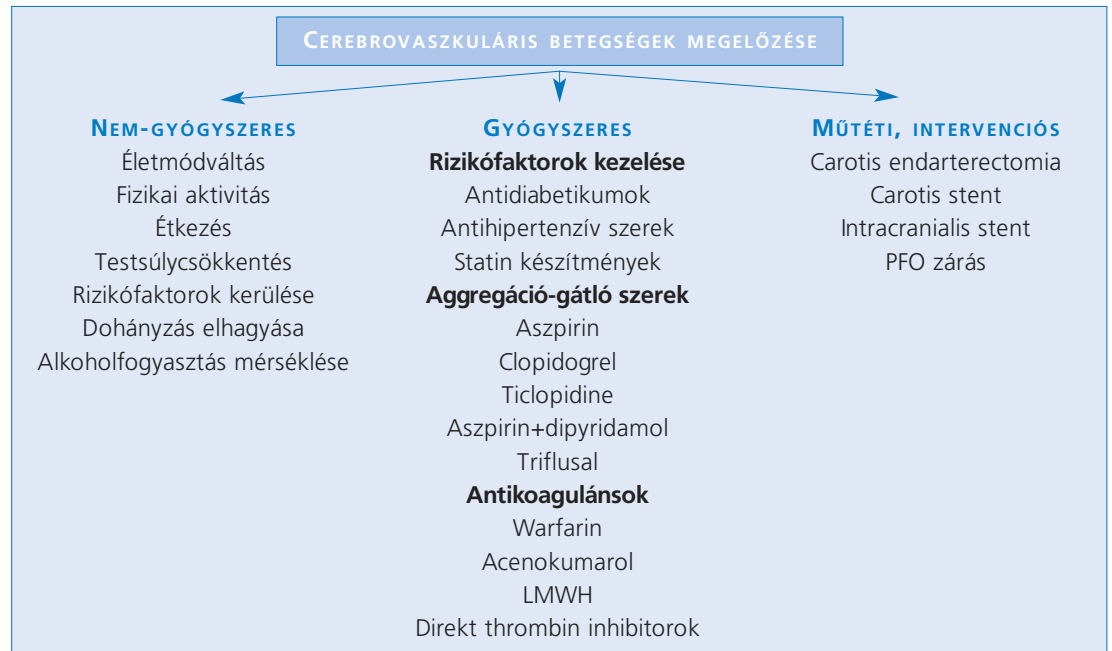 CEREBROVASZKULÁRIS BETEGSÉGEK MEGELŐZÉSE
NEM-GYÓGYSZERES
Életmódváltás
Fizikai aktivitás
Étkezés
Testsúlycsökkentés
Rizikófaktorok kerülése
Dohányzás elhagyása
Alkoholfogyasztás mérséklése
GYÓGYSZERES
Rizikófaktorok kezelése
Antidiabetikumok
Antihipertenzív szerek
Statin készítmények
Aggregáció-gátló szerek
Aszpirin
Clopidogrel
Ticlopidine
Aszpirin+dipyridamol
Triflusal
Antikoagulánsok
Warfarin
Acenokumarol
LMWH
Direkt thrombin inhibitorok
MŰTÉTI, INTERVENCIÓS
Carotis endarterectomia
Carotis stent
Intracranialis stent
PFO zárás